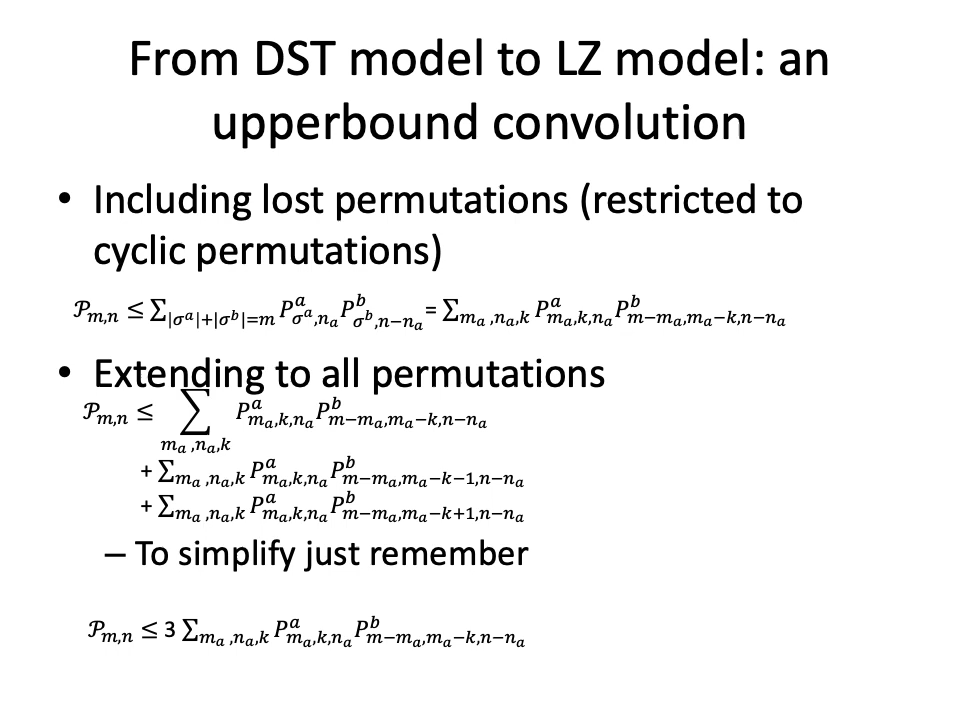 From DST model to LZ model: an
upperbound convolution
• Including lost permutations (restricted to
cyclic permutations)
𝒫_{m,n} ≤ ∑_{|σ^a|+|σ^b|=m} P^a_{σ^a,n_a} P^b_{σ^b,n−n_a} = ∑_{m_a,n_a,k} P^a_{m_a,k,n_a} P^b_{m−m_a,m_a−k,n−n_a}
• Extending to all permutations
𝒫_{m,n} ≤ ∑_{m_a,n_a,k} P^a_{m_a,k,n_a} P^b_{m−m_a,m_a−k,n−n_a}
+ ∑_{m_a,n_a,k} P^a_{m_a,k,n_a} P^b_{m−m_a,m_a−k−1,n−n_a}
+ ∑_{m_a,n_a,k} P^a_{m_a,k,n_a} P^b_{m−m_a,m_a−k+1,n−n_a}
– To simplify just remember
𝒫_{m,n} ≤ 3 ∑_{m_a,n_a,k} P^a_{m_a,k,n_a} P^b_{m−m_a,m_a−k,n−n_a}